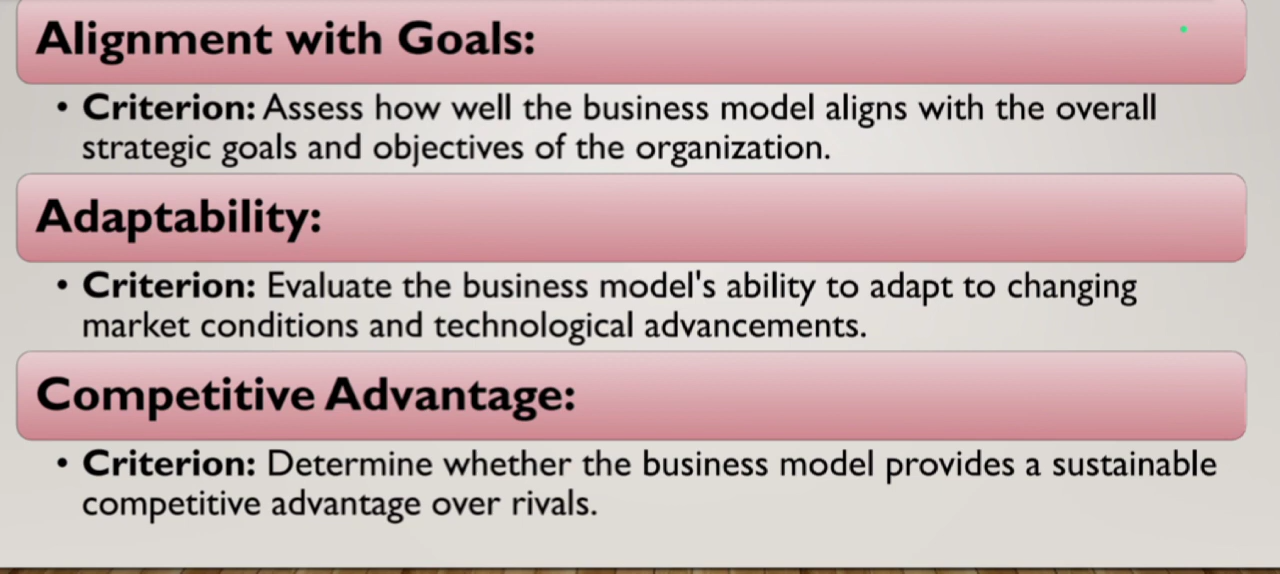 Alignment with Goals:
• Criterion: Assess how well the business model aligns with the overall
strategic goals and objectives of the organization.
Adaptability:
• Criterion: Evaluate the business model's ability to adapt to changing
market conditions and technological advancements.
Competitive Advantage:
• Criterion: Determine whether the business model provides a sustainable
competitive advantage over rivals.